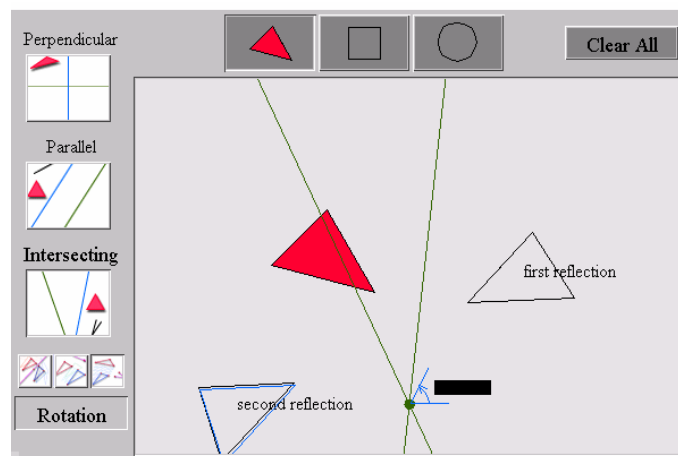 Perpendicular
Clear All
Parallel
Intersecting
first reflection
second reflection
Rotation